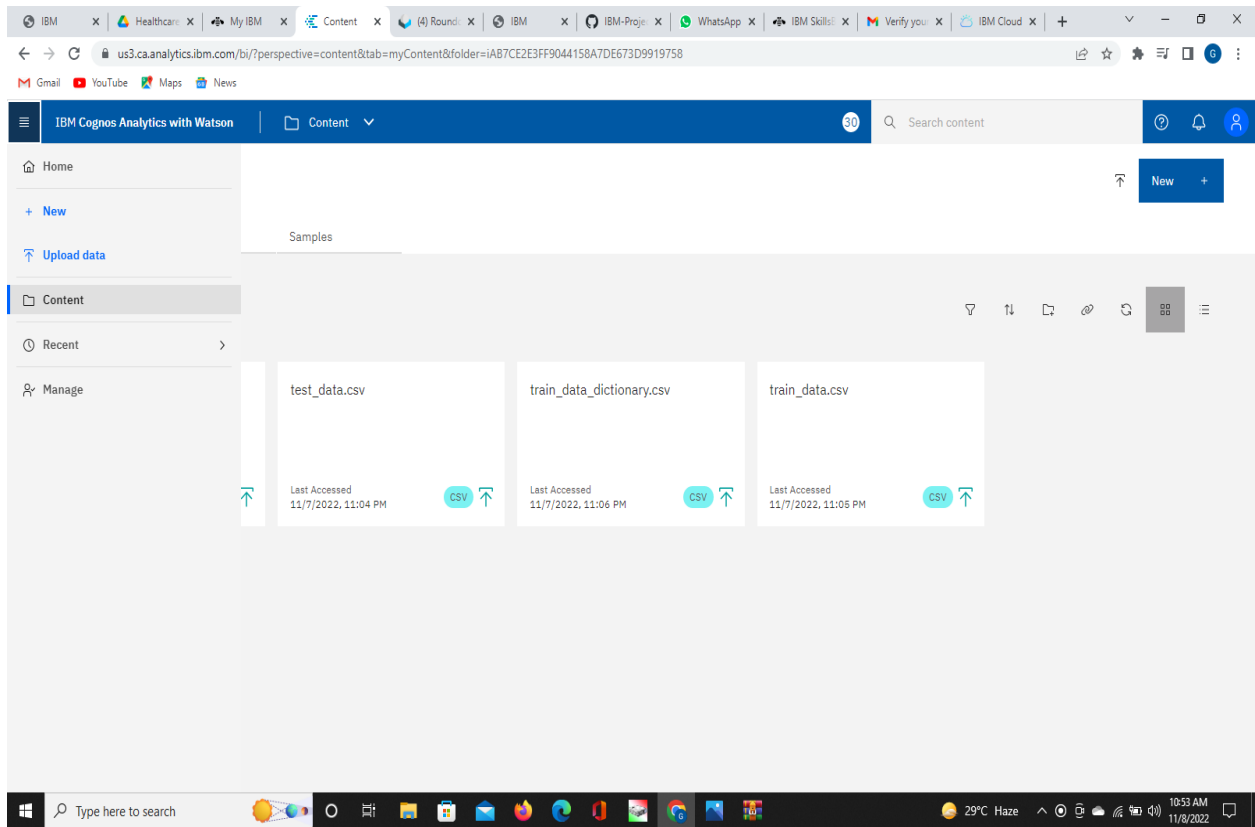 IBM
Healthcare
My IBM
Content
(4) Roundc
IBM
IBM-Projec
WhatsApp
IBM SkillsB
Verify your
IBM Cloud
us3.ca.analytics.ibm.com/bi/?perspective=content&tab=myContent&folder=iAB7CE2E3FF9044158A7DE673D9919758
G
Gmail YouTube Maps News
IBM Cognos Analytics with Watson
Content
30
Search content
Home
New
Upload data
Content
Recent
Manage
New +
Samples
test_data.csv
Last Accessed
11/7/2022, 11:04 PM
CSV
train_data_dictionary.csv
Last Accessed
11/7/2022, 11:06 PM
CSV
train_data.csv
Last Accessed
11/7/2022, 11:05 PM
CSV
Type here to search
29°C Haze
10:53 AM
11/8/2022